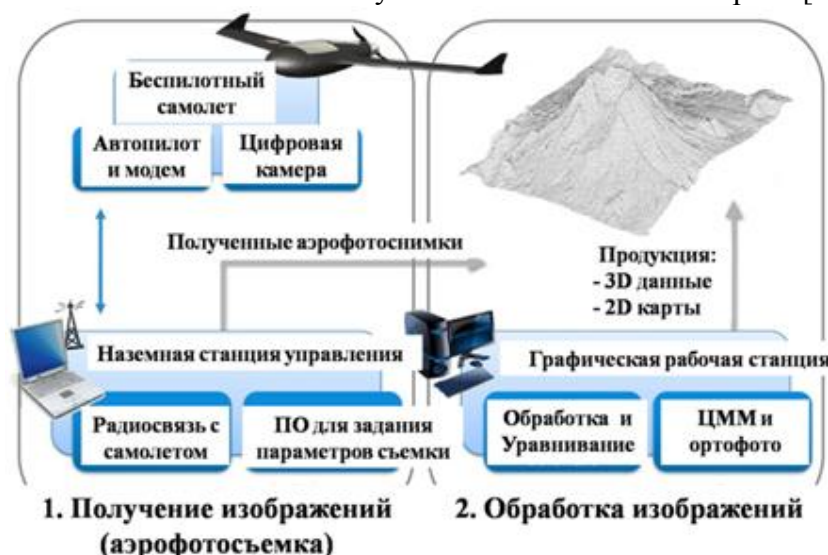 Беспилотный
самолет
Автопилот
и модем
Цифровая
камера
Полученные аэрофотоснимки
Наземная станция управления
Радиосвязь с
самолетом
ПО для задания
параметров съемки
1. Получение изображений
(аэрофотосъемка)
Продукция:
- 3D данные
- 2D карты
Графическая рабочая станция
Обработка и
Уравнивание
ЦММ и
ортофото
2. Обработка изображений